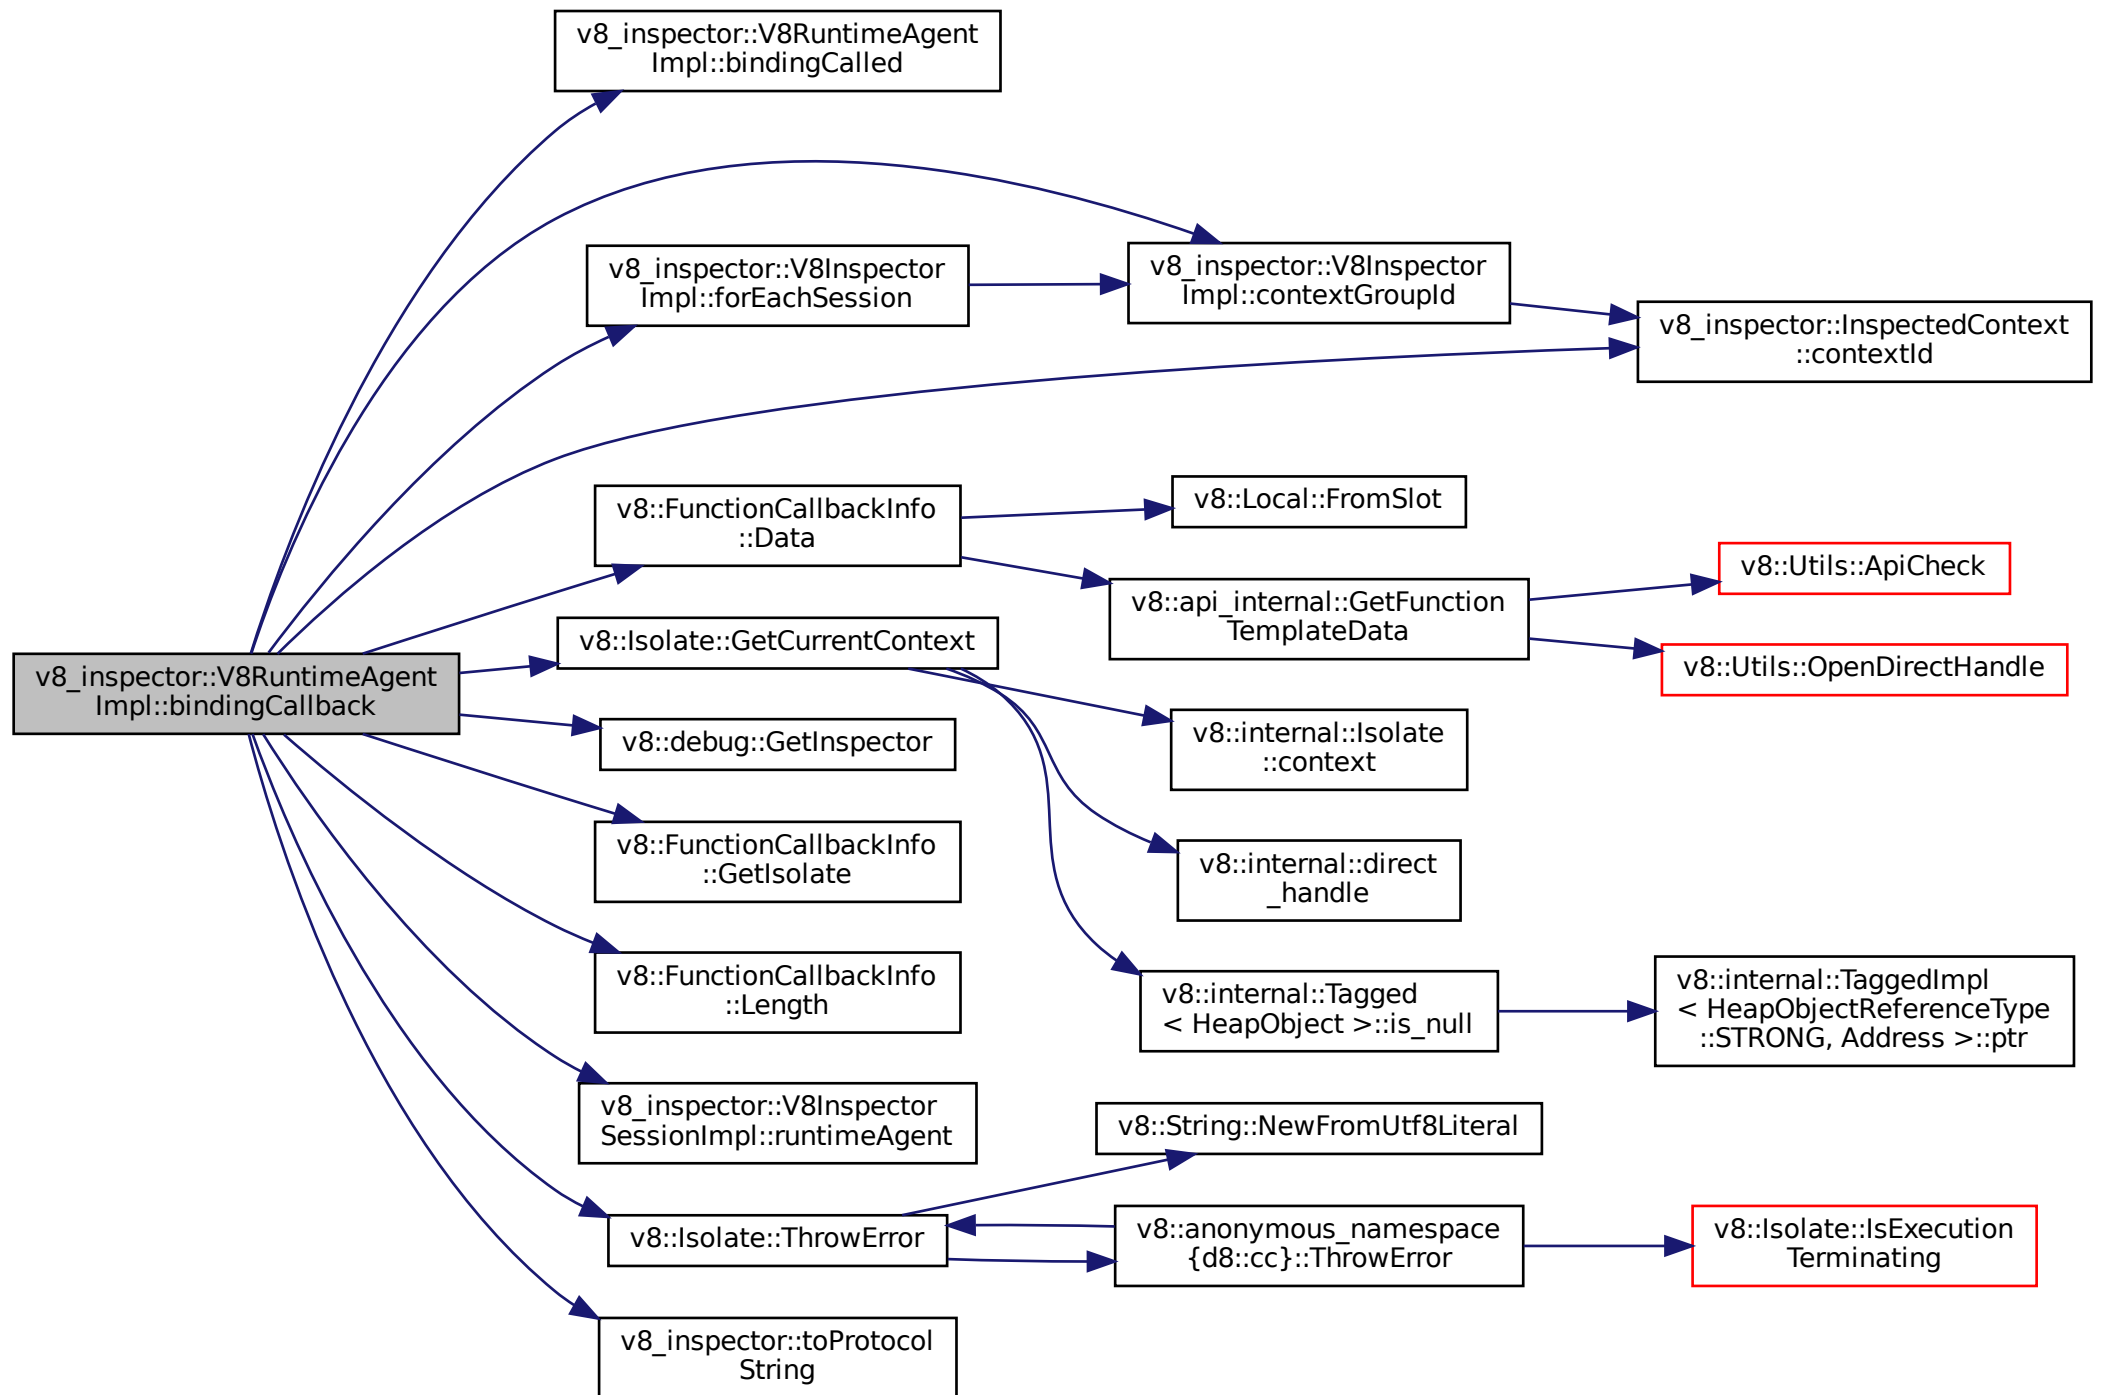 v8_inspector::V8RuntimeAgent
Impl::bindingCallback
v8_inspector::V8RuntimeAgent
Impl::bindingCalled
v8_inspector::V8Inspector
Impl::forEachSession
v8_inspector::V8Inspector
Impl::contextGroupId
v8_inspector::InspectedContext
::contextId
v8::FunctionCallbackInfo
::Data
v8::Local::FromSlot
v8::api_internal::GetFunction
TemplateData
v8::Utils::ApiCheck
v8::Utils::OpenDirectHandle
v8::Isolate::GetCurrentContext
v8::internal::Isolate
::context
v8::internal::direct
_handle
v8::internal::Tagged
< HeapObject >::is_null
v8::internal::TaggedImpl
< HeapObjectReferenceType
::STRONG, Address >::ptr
v8::debug::GetInspector
v8::FunctionCallbackInfo
::GetIsolate
v8::FunctionCallbackInfo
::Length
v8_inspector::V8Inspector
SessionImpl::runtimeAgent
v8::Isolate::ThrowError
v8::String::NewFromUtf8Literal
v8::anonymous_namespace
{d8::cc}::ThrowError
v8::Isolate::IsExecution
Terminating
v8_inspector::toProtocol
String